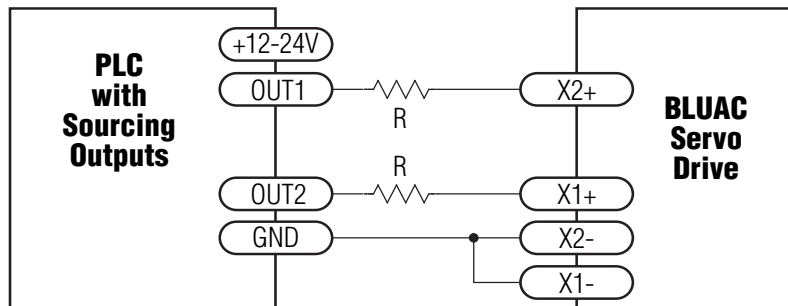 PLC
with
Sourcing
Outputs
+12-24V
OUT1
OUT2
GND
R
R
X2+
X1+
X2-
X1-
BLUAC
Servo
Drive